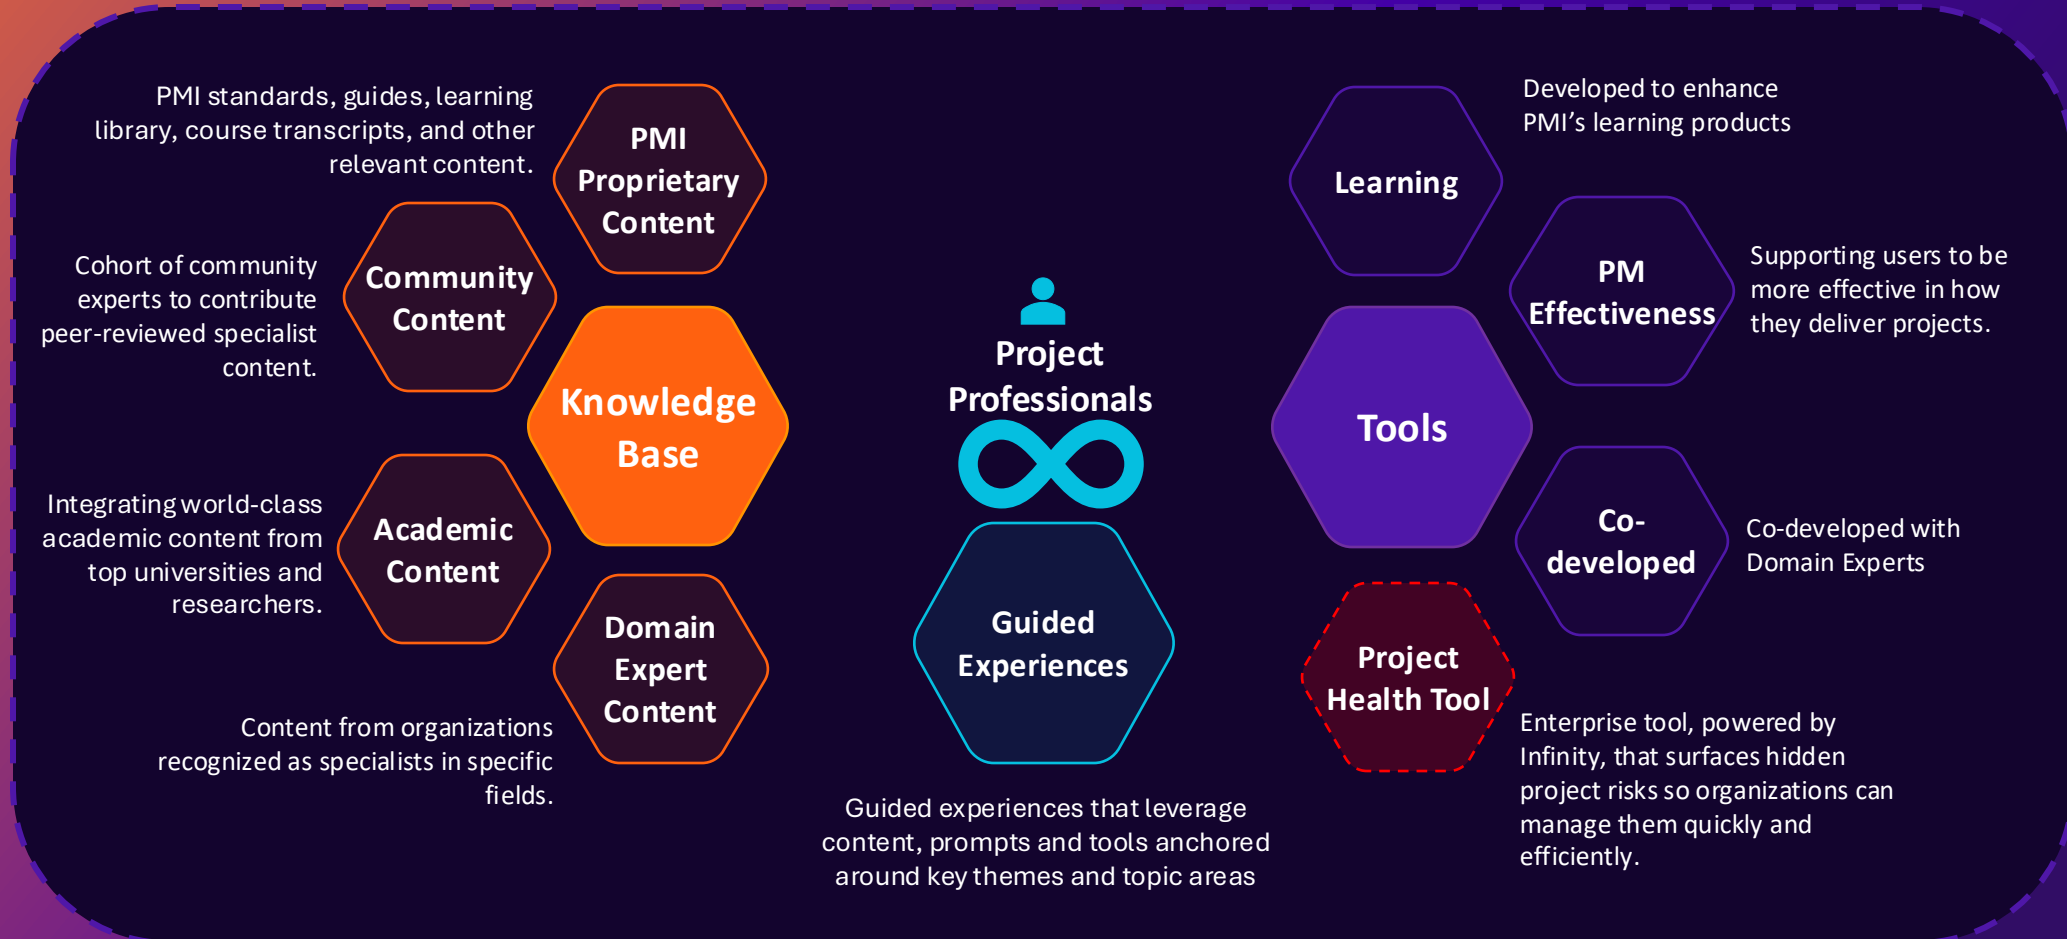 PMI standards, guides, learning
library, course transcripts, and other
relevant content.
PMI
Proprietary
Content
Cohort of community
experts to contribute
peer-reviewed specialist
content.
Community
Content
Knowledge
Base
Integrating world-class
academic content from
top universities and
researchers.
Academic
Content
Content from organizations
recognized as specialists in specific
fields.
Domain
Expert
Content
Project
Professionals
Guided
Experiences
Guided experiences that leverage
content, prompts and tools anchored
around key themes and topic areas
Learning
Developed to enhance
PMI’s learning products
PM
Effectiveness
Supporting users to be
more effective in how
they deliver projects.
Tools
Co-
developed
Co-developed with
Domain Experts
Project
Health Tool
Enterprise tool, powered by
Infinity, that surfaces hidden
project risks so organizations can
manage them quickly and
efficiently.